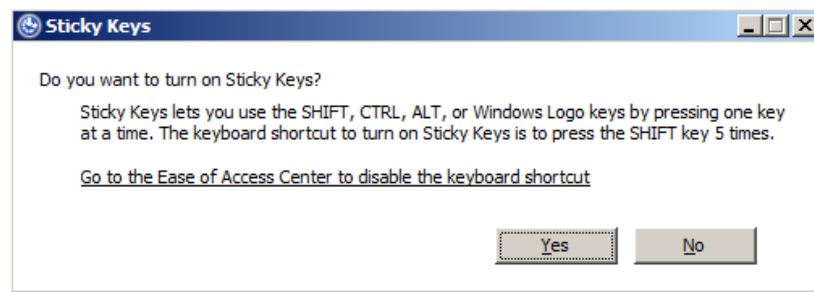 Sticky Keys
Do you want to turn on Sticky Keys?
Sticky Keys lets you use the SHIFT, CTRL, ALT, or Windows Logo keys by pressing one key
at a time. The keyboard shortcut to turn on Sticky Keys is to press the SHIFT key 5 times.
Go to the Ease of Access Center to disable the keyboard shortcut
Yes No